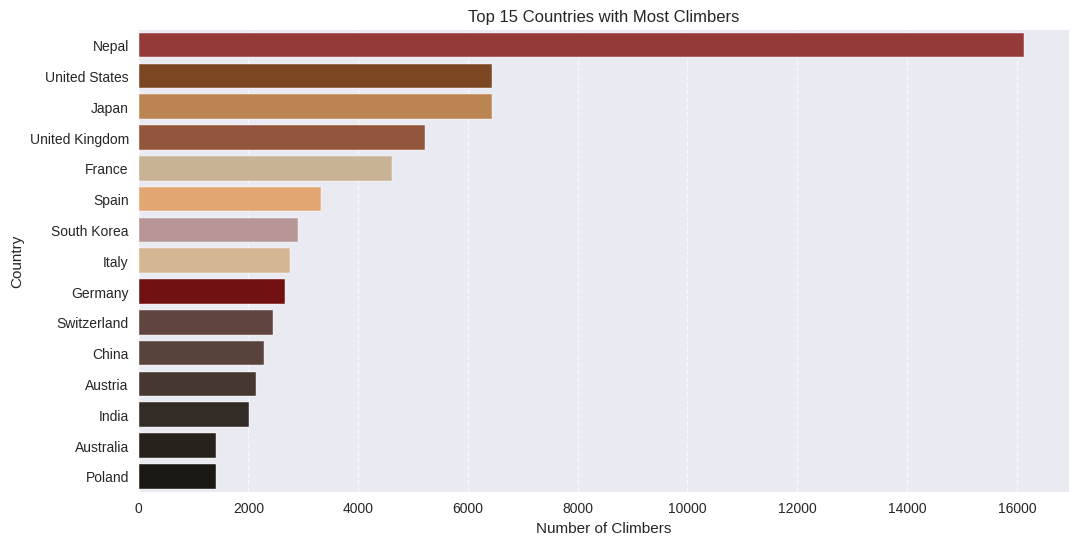 Top 15 Countries with Most Climbers
Nepal
United States
Japan
United Kingdom
France
Spain
South Korea
Italy
Germany
Switzerland
China
Austria
India
Australia
Poland
Country
0 2000 4000 6000 8000 10000 12000 14000 16000
Number of Climbers